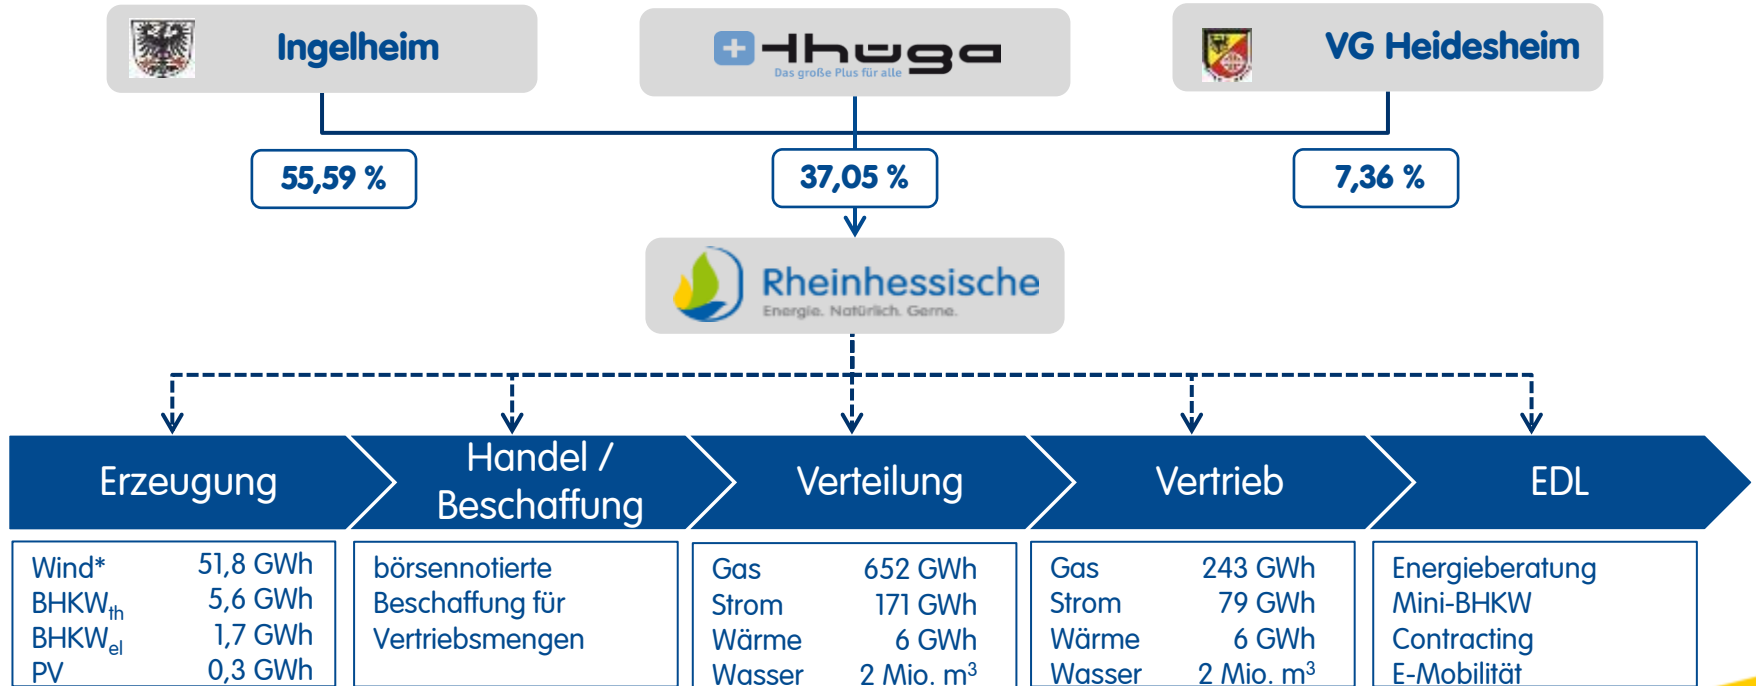 Ingelheim
Thüga
Das große Plus für alle
VG Heidesheim
55,59 %
37,05 %
7,36 %
Rheinhessische
Energie. Natürlich. Gerne.
Erzeugung
Handel /
Beschaffung
Verteilung
Vertrieb
EDL
Wind* 51,8 GWh
BHKWth 5,6 GWh
BHKWel 1,7 GWh
PV 0,3 GWh
börsennotierte
Beschaffung für
Vertriebsmengen
Gas 652 GWh
Strom 171 GWh
Wärme 6 GWh
Wasser 2 Mio. m³
Gas 243 GWh
Strom 79 GWh
Wärme 6 GWh
Wasser 2 Mio. m³
Energieberatung
Mini-BHKW
Contracting
E-Mobilität